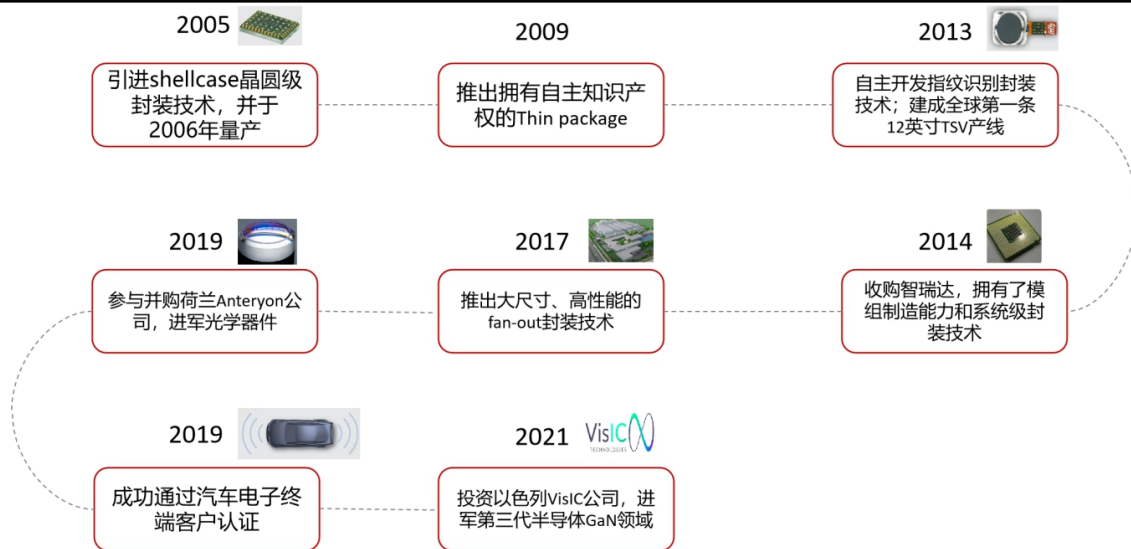 2005
引进shellcase晶圆级
封装技术，并于
2006年量产
2009
推出拥有自主知识产
权的Thin package
2013
自主开发指纹识别封装
技术；建成全球第一条
12英寸TSV产线
2014
收购智瑞达，拥有了模
组制造能力和系统级封
装技术
2017
推出大尺寸、高性能的
fan-out封装技术
2019
参与并购荷兰Anteryon公
司，进军光学器件
2019
成功通过汽车电子终
端客户认证
2021
VisIC
TECHNOLOGIES
投资以色列VisIC公司，进
军第三代半导体GaN领域